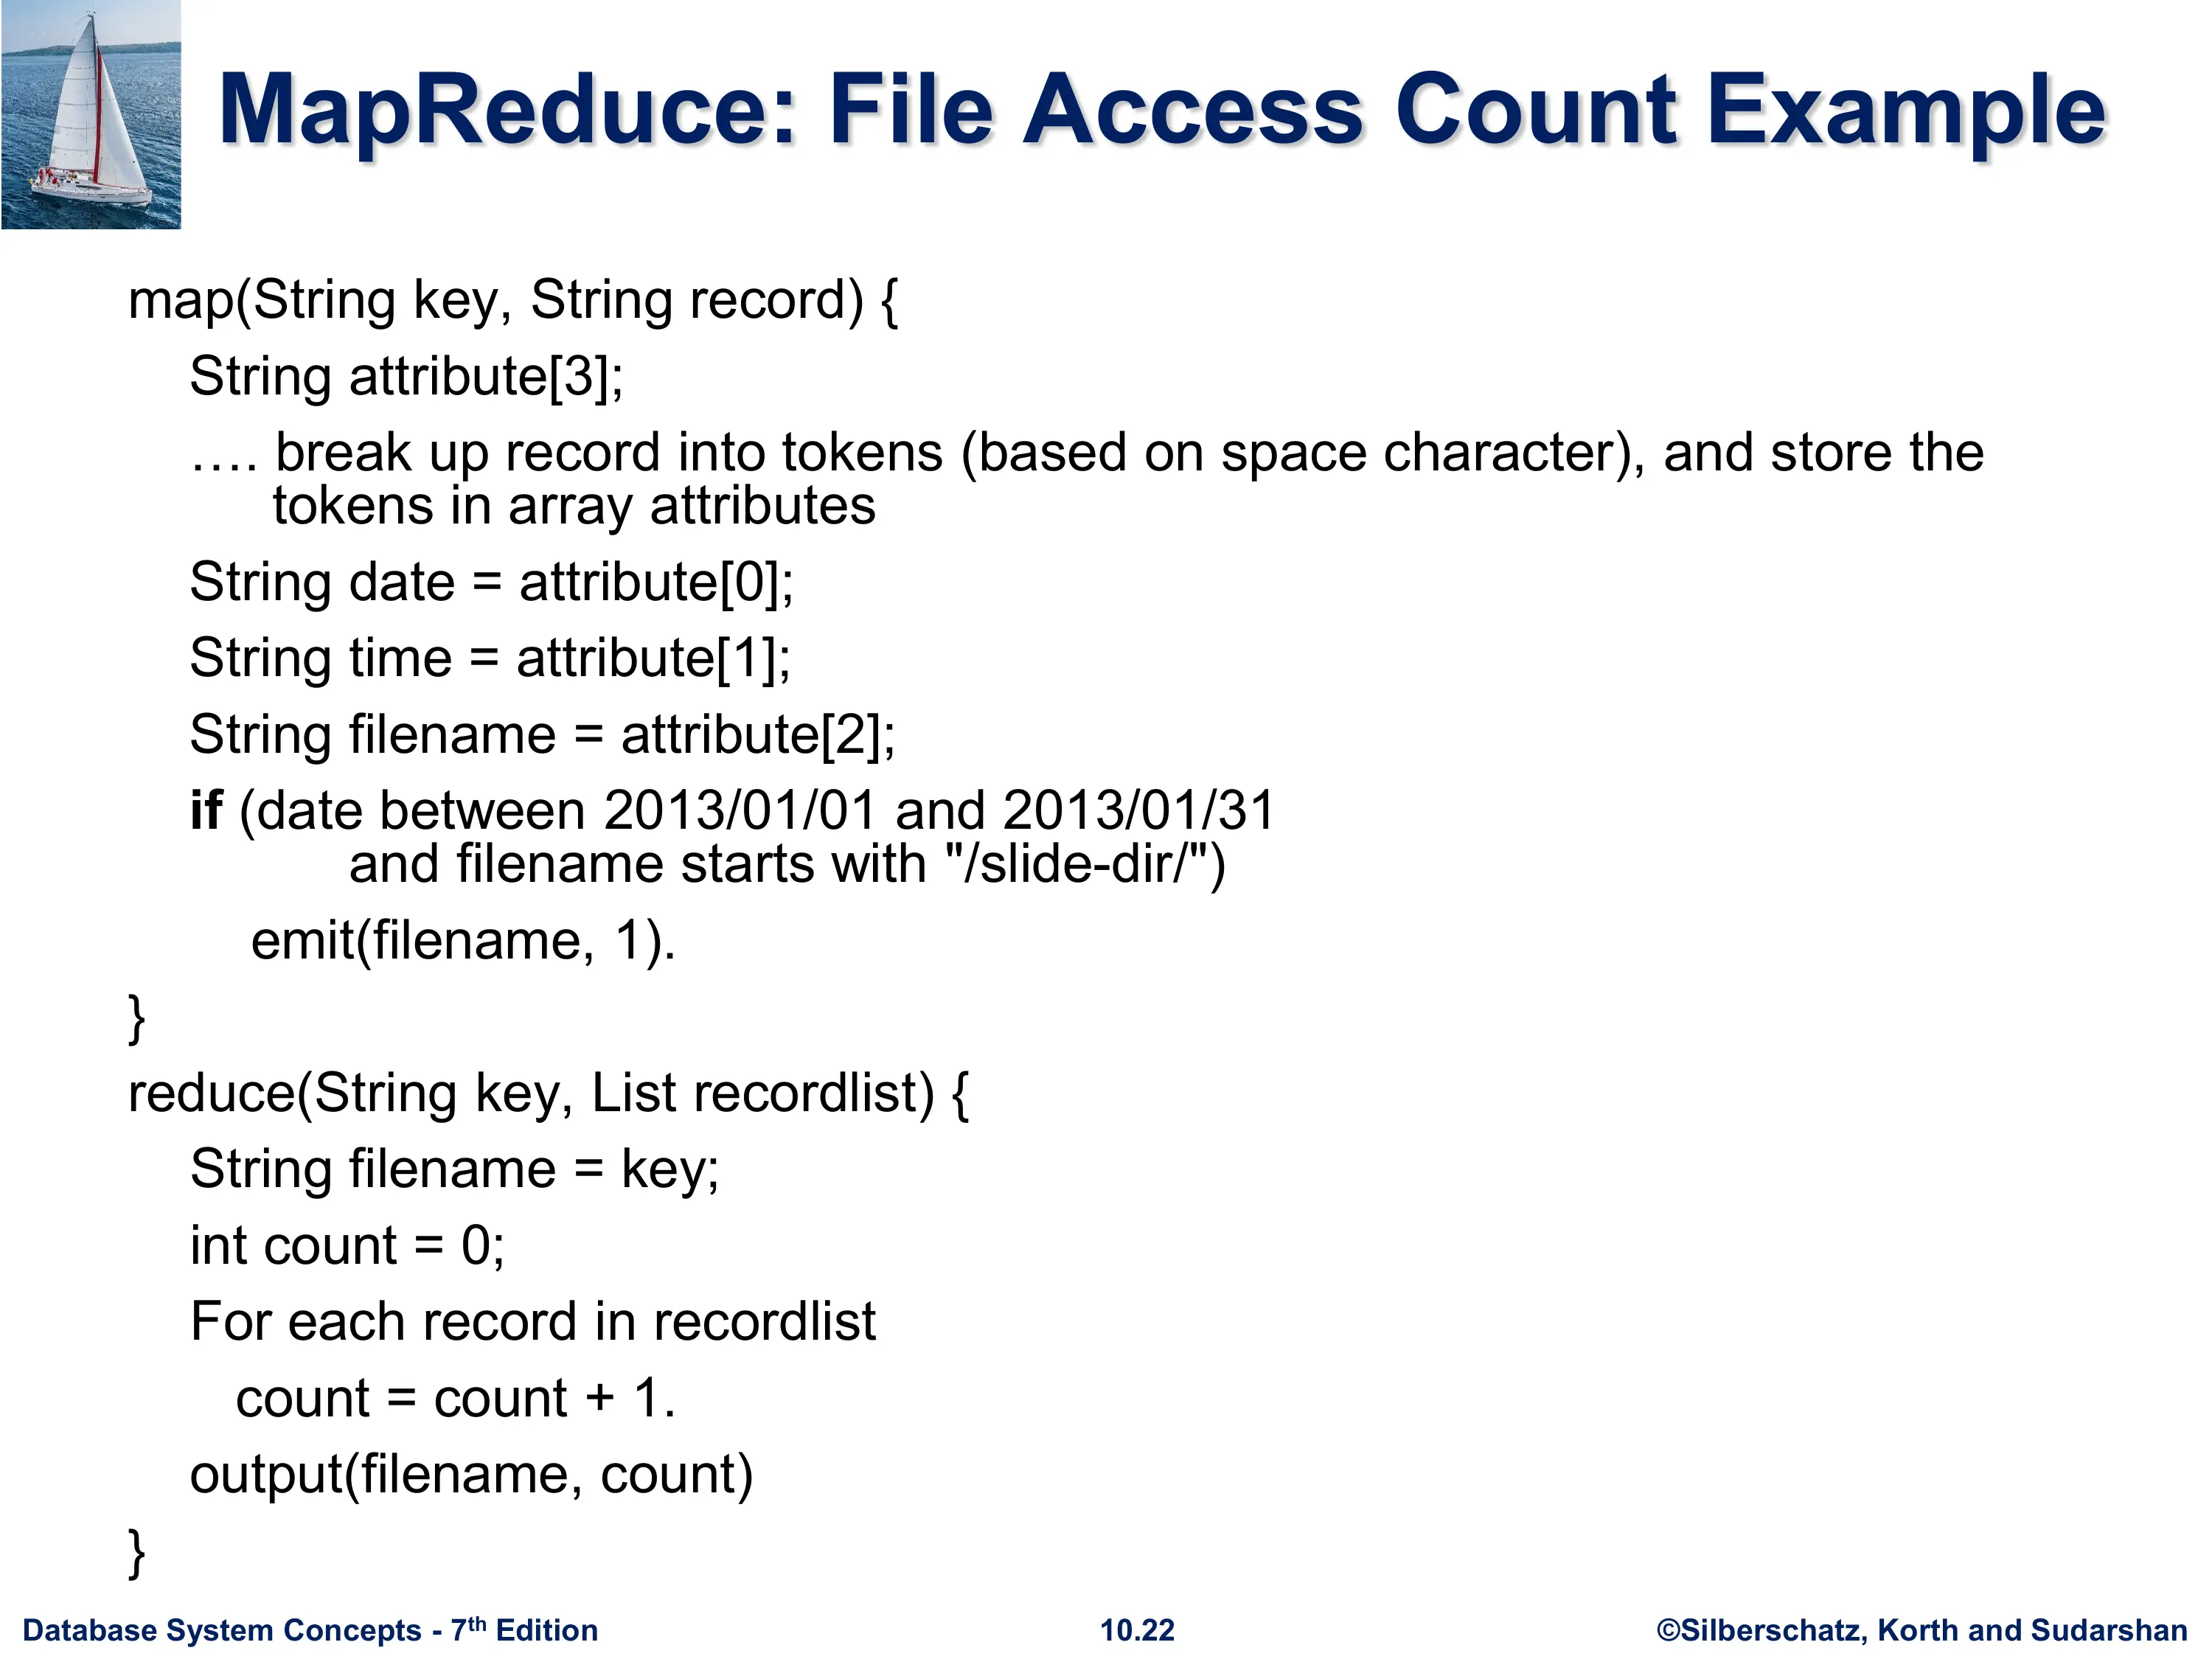 MapReduce: File Access Count Example
map(String key, String record) {
String attribute[3];
…. break up record into tokens (based on space character), and store the
tokens in array attributes
String date = attribute[0];
String time = attribute[1];
String filename = attribute[2];
if (date between 2013/01/01 and 2013/01/31
and filename starts with "/slide-dir/")
emit(filename, 1).
}
reduce(String key, List recordlist) {
String filename = key;
int count = 0;
For each record in recordlist
count = count + 1.
output(filename, count)
}
Database System Concepts - 7th Edition
10.22
©Silberschatz, Korth and Sudarshan